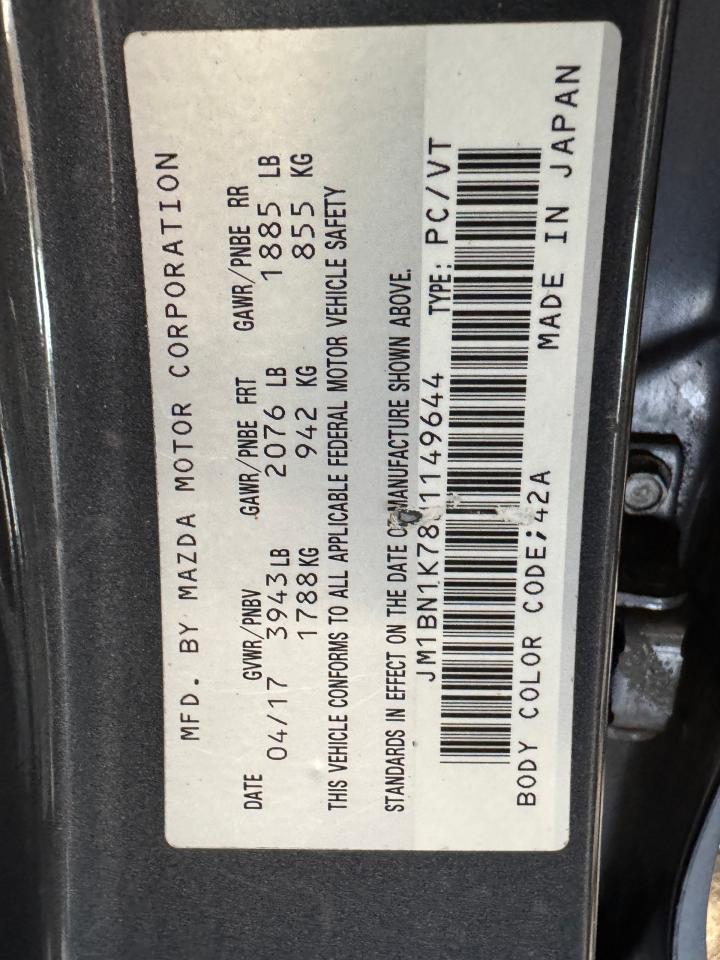 MFD. BY MAZDA MOTOR CORPORATION
DATE GVWR/PNBV GAWR/PNBE FRT GAWR/PNBE RR
04/17 3943LB 2076 LB 1885 LB
1788KG 942 KG 855 KG
THIS VEHICLE CONFORMS TO ALL APPLICABLE FEDERAL MOTOR VEHICLE SAFETY
STANDARDS IN EFFECT ON THE DATE MANUFACTURE SHOWN ABOVE.
TYPE: PC/VT
BODY COLOR CODE;42A MADE IN JAPAN